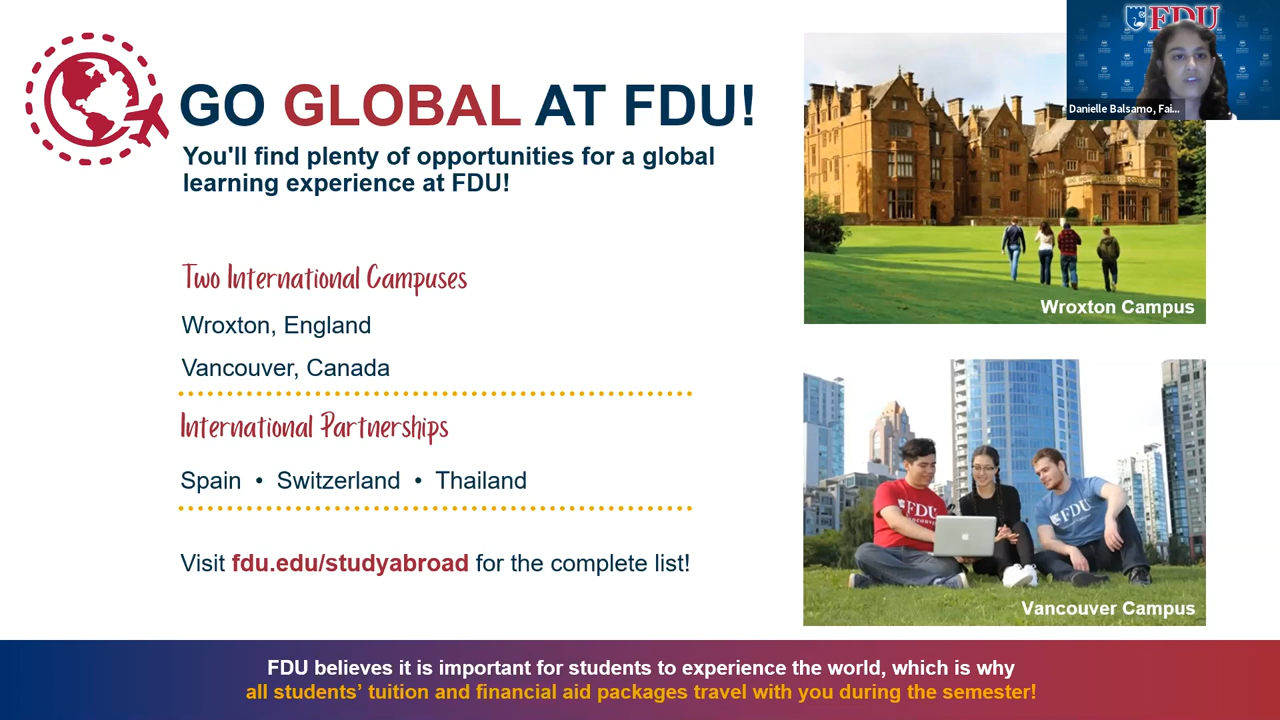 GO GLOBAL AT FDU!
You'll find plenty of opportunities for a global
learning experience at FDU!
Two International Campuses
Wroxton, England
Vancouver, Canada
International Partnerships
Spain • Switzerland • Thailand
Visit fdu.edu/studyabroad for the complete list!
FDU
Danielle Balsamo, Fai...
Wroxton Campus
FDU
VANCOUVER
FDU
Vancouver Campus
FDU believes it is important for students to experience the world, which is why
all students’ tuition and financial aid packages travel with you during the semester!